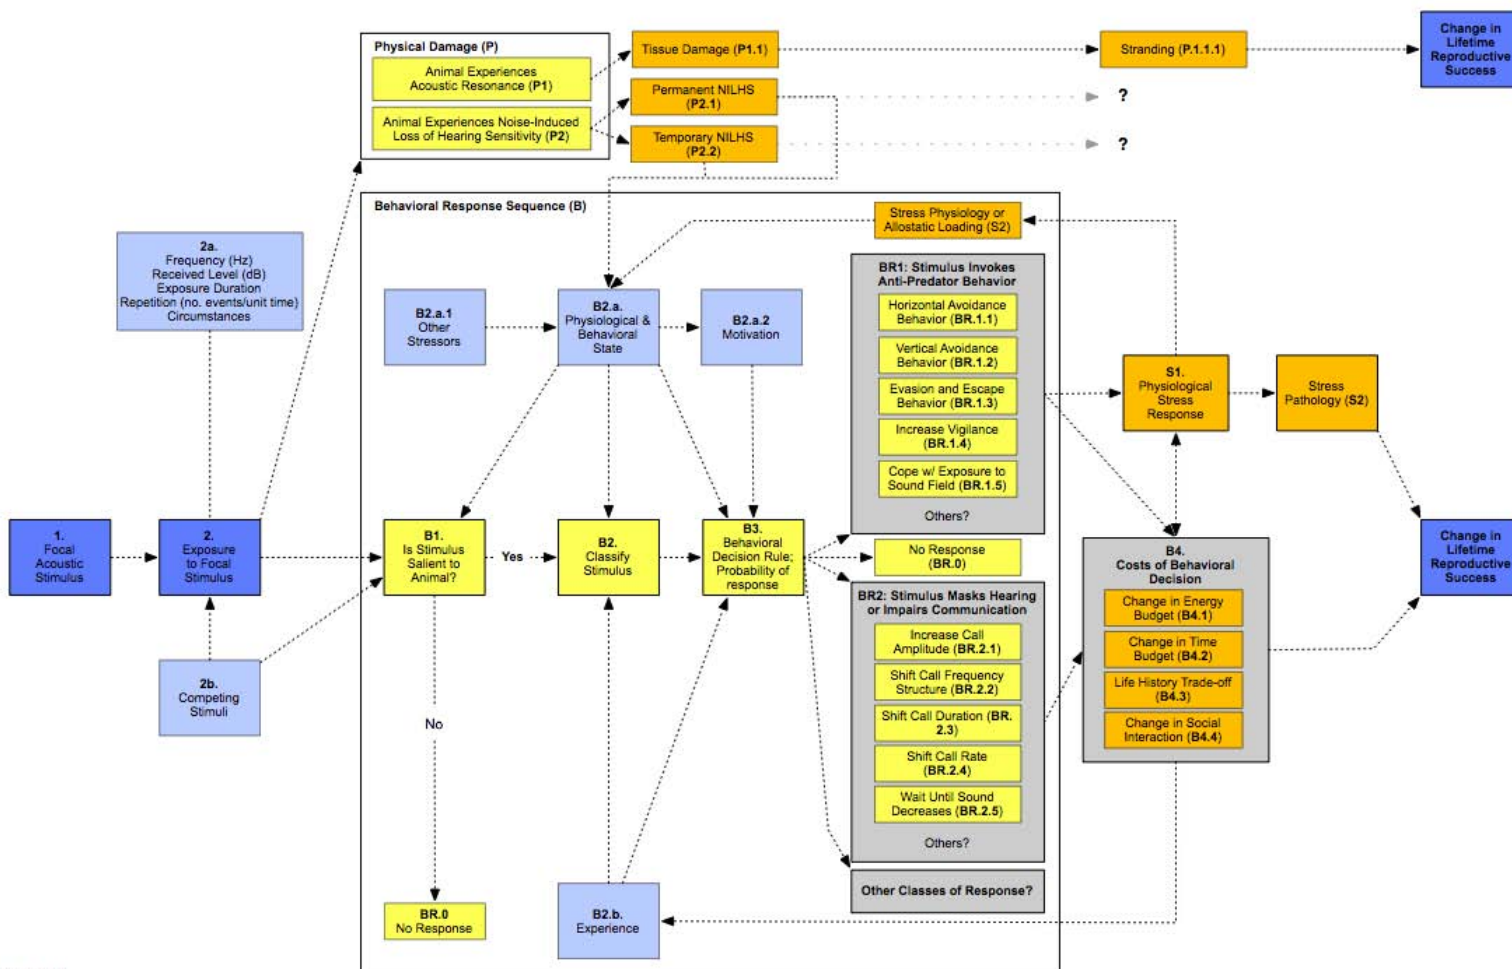 Physical Damage (P)
Animal Experiences
Acoustic Resonance (P1)
Animal Experiences Noise-Induced
Loss of Hearing Sensitivity (P2)
Tissue Damage (P1.1)
Permanent NILHS
(P2.1)
Temporary NILHS
(P2.2)
Stranding (P.1.1.1)
?
?
Change in
Lifetime
Reproductive
Success
Behavioral Response Sequence (B)
Stress Physiology or
Allostatic Loading (S2)
2a.
Frequency (Hz)
Received Level (dB)
Exposure Duration
Repetition (no. events/unit time)
Circumstances
B2.a.1
Other
Stressors
B2.a.
Physiological &
Behavioral
State
B2.a.2
Motivation
BR1: Stimulus Invokes
Anti-Predator Behavior
Horizontal Avoidance
Behavior (BR.1.1)
Vertical Avoidance
Behavior (BR.1.2)
Evasion and Escape
Behavior (BR.1.3)
Increase Vigilance
(BR.1.4)
Cope w/ Exposure to
Sound Field (BR.1.5)
Others?
S1.
Physiological
Stress
Response
Stress
Pathology (S2)
1.
Focal
Acoustic
Stimulus
2.
Exposure
to Focal
Stimulus
B1.
Is Stimulus
Salient to
Animal?
Yes
B2.
Classify
Stimulus
B3.
Behavioral
Decision Rule;
Probability of
response
No Response
(BR.0)
BR2: Stimulus Masks Hearing
or Impairs Communication
Increase Call
Amplitude (BR.2.1)
Shift Call Frequency
Structure (BR.2.2)
Shift Call Duration (BR.
2.3)
Shift Call Rate
(BR.2.4)
Wait Until Sound
Decreases (BR.2.5)
Others?
Other Classes of Response?
B4.
Costs of Behavioral
Decision
Change in Energy
Budget (B4.1)
Change in Time
Budget (B4.2)
Life History Trade-off
(B4.3)
Change in Social
Interaction (B4.4)
Change in
Lifetime
Reproductive
Success
2b.
Competing
Stimuli
No
BR.0
No Response
B2.b.
Experience